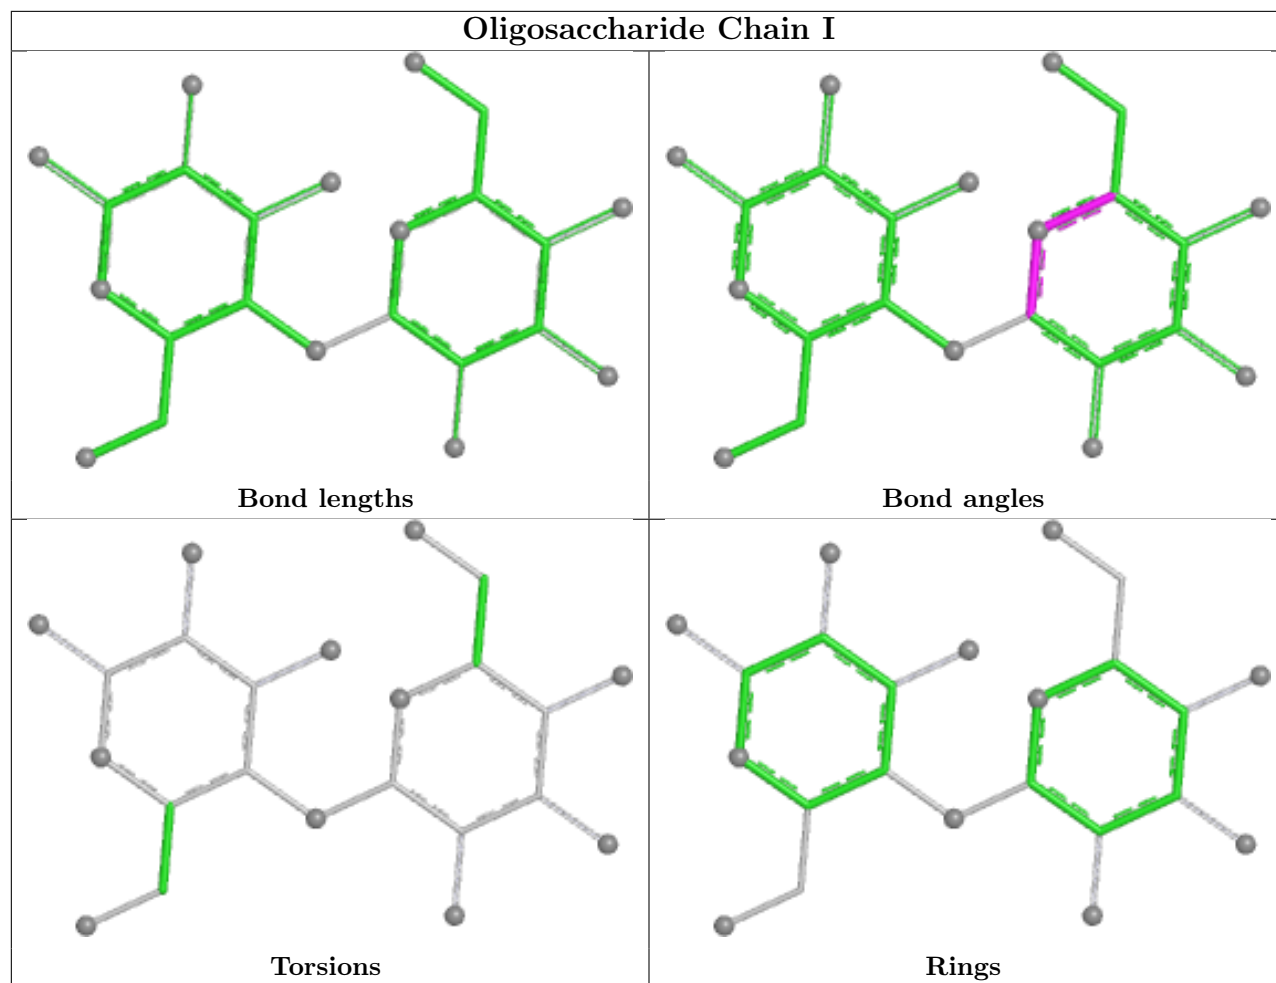 Oligosaccharide Chain I
Bond lengths
Bond angles
Torsions
Rings